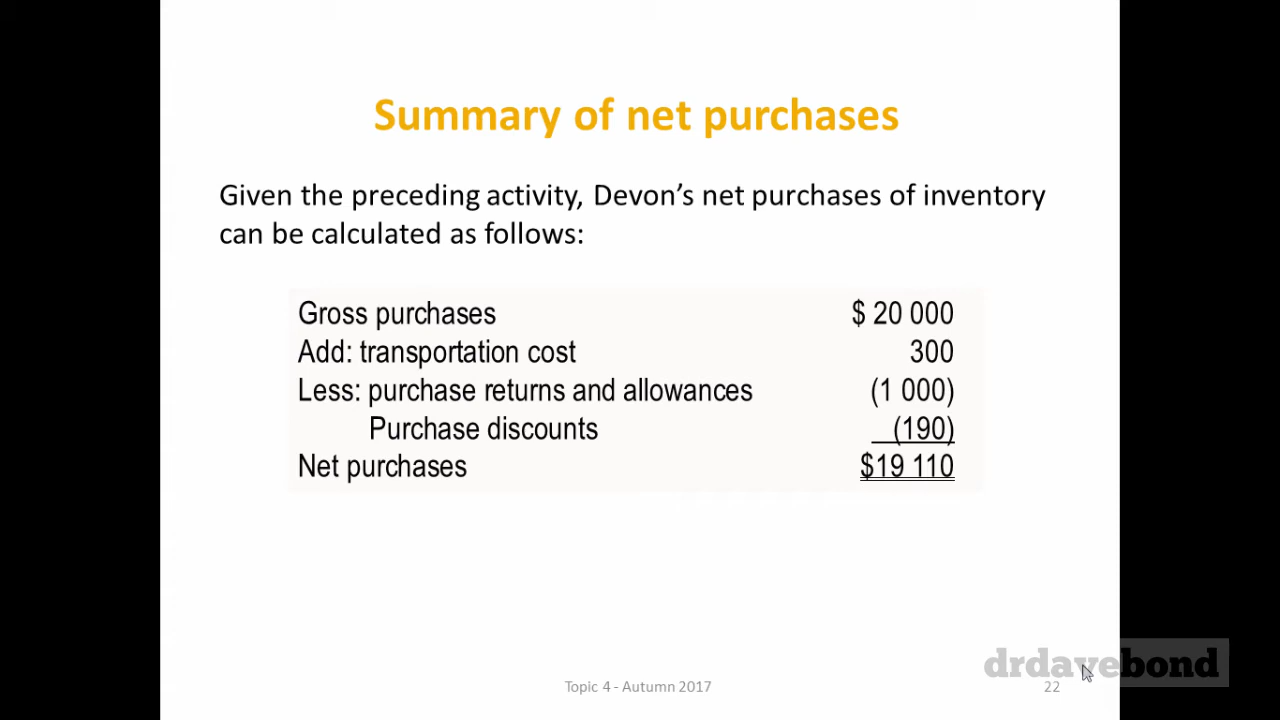 Summary of net purchases
Given the preceding activity, Devon’s net purchases of inventory
can be calculated as follows:
Gross purchases $ 20 000
Add: transportation cost 300
Less: purchase returns and allowances (1 000)
Purchase discounts (190)
Net purchases $19 110
drdavebond
Topic 4 - Autumn 2017 22